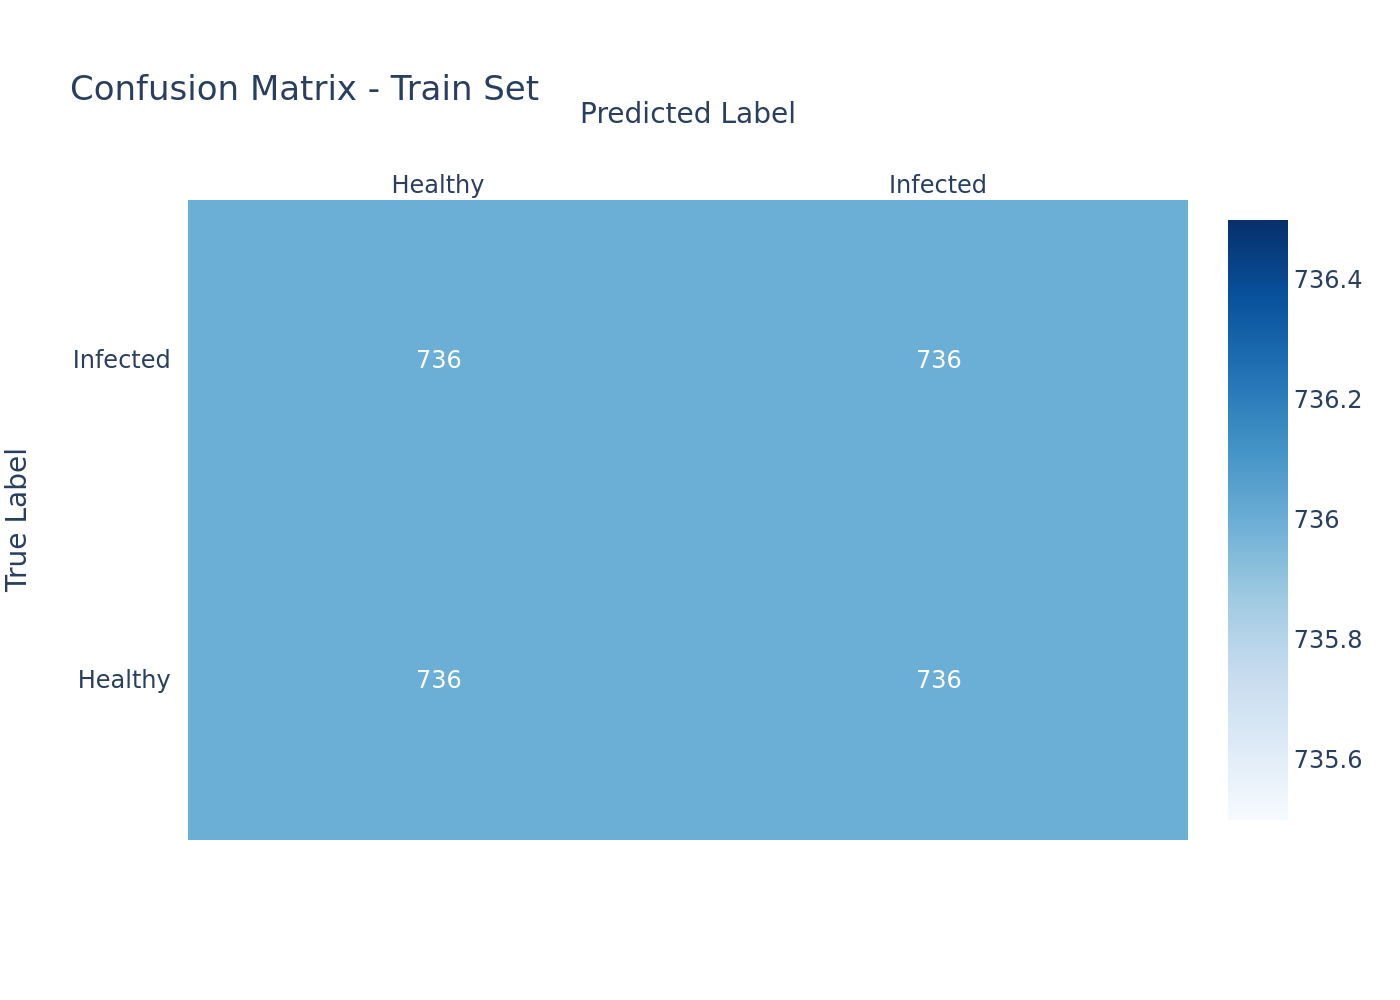 Confusion Matrix - Train Set
Predicted Label
Healthy Infected
736.4
Infected 736 736
736.2
True Label
736
735.8
Healthy 736 736
735.6